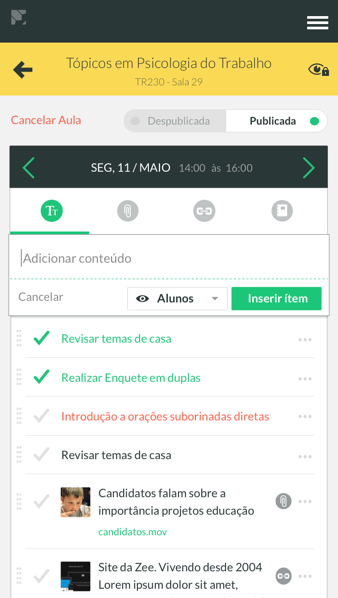 Tópicos em Psicologia do Trabalho
TR230 - Sala 29
Cancelar Aula
Despublicada
Publicada
SEG, 11 / MAIO 14:00 às 16:00
Tt
Adicionar conteúdo
Cancelar
Alunos
Inserir ítem
Revisar temas de casa
Realizar Enquete em duplas
Introdução a orações suborinadas diretas
Revisar temas de casa
Candidatos falam sobre a
importância projetos educação
candidatos.mov
Site da Zee. Vivendo desde 2004
Lorem ipsum dolor sit amet,